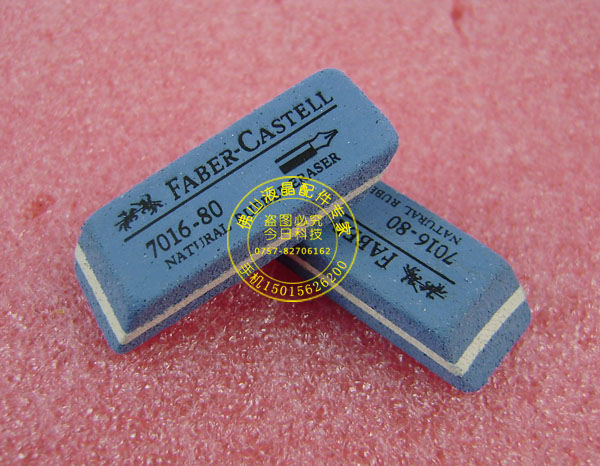 FABER-CASTELL
7016-80
NATURAL ERASER
FABE
7016-80
NATURAL RUBB
佛山液晶配件专家
盗图必究
今日科技
0757-82706162
手机15015626200